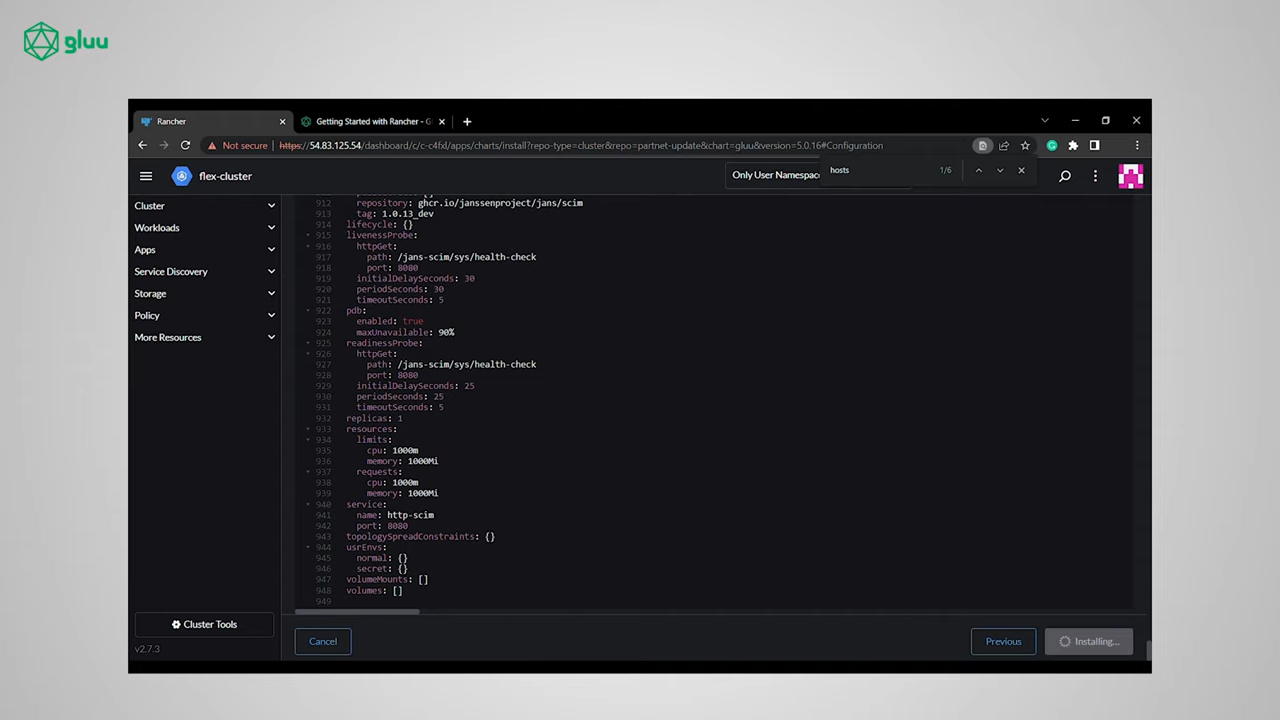 gluu
Rancher
Getting Started with Rancher - G
Not secure
https://54.83.125.54/dashboard/c/c-c4fxl/apps/charts/install?repo-type=cluster&repo=partnet-update&chart=gluu&version=5.0.16#Configuration
hosts
1/6
flex-cluster
Only User Namespace
Cluster
Workloads
Apps
Service Discovery
Storage
Policy
More Resources
912 repository: ghcr.io/janssenproject/jans/scim
913 tag: 1.0.13_dev
914 lifecycle: {}
915 livenessProbe:
916 httpGet:
917 path: /jans-scim/sys/health-check
918 port: 8080
919 initialDelaySeconds: 30
920 periodSeconds: 30
921 timeoutSeconds: 5
922 pdb:
923 enabled: true
924 maxUnavailable: 90%
925 readinessProbe:
926 httpGet:
927 path: /jans-scim/sys/health-check
928 port: 8080
929 initialDelaySeconds: 25
930 periodSeconds: 25
931 timeoutSeconds: 5
932 replicas: 1
933 resources:
934 limits:
935 cpu: 1000m
936 memory: 1000Mi
937 requests:
938 cpu: 1000m
939 memory: 1000Mi
940 service:
941 name: http-scim
942 port: 8080
943 topologySpreadConstraints: {}
944 usrEnvs:
945 normal: {}
946 secret: {}
947 volumeMounts: []
948 volumes: []
949
Cluster Tools
v2.7.3
Cancel
Previous
Installing...